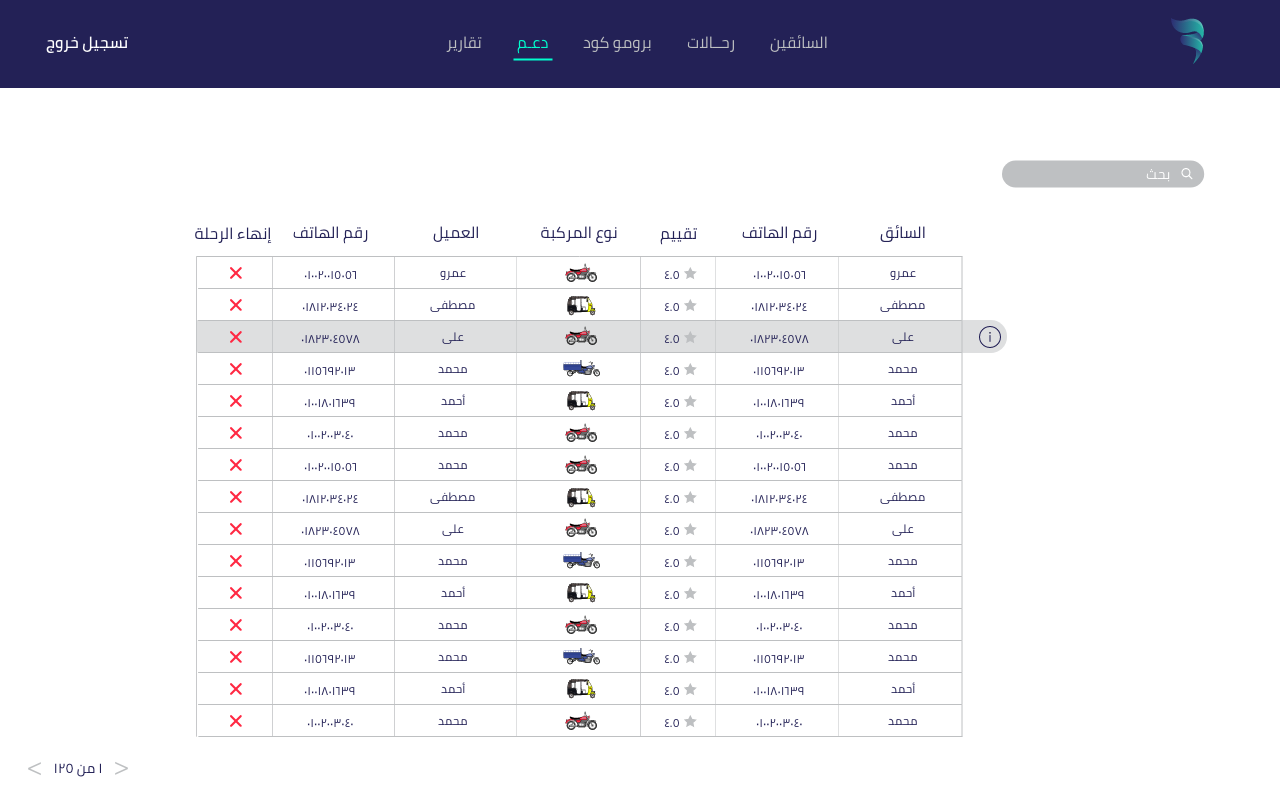 السائقين رحــالات برومو كود دعـم تقارير تسجيل خروج
بحث
السائق رقم الهاتف تقييم نوع المركبة العميل رقم الهاتف إنهاء الرحلة
عمرو ٠١٠٠٢٠٠١٥٠٥٦ ٤.٥ عمرو ٠١٠٠٢٠٠١٥٠٥٦
مصطفى ٠١٨١٢٠٣٤٠٢٤ ٤.٥ مصطفى ٠١٨١٢٠٣٤٠٢٤
على ٠١٨٢٣٠٤٥٧٨ ٤.٥ على ٠١٨٢٣٠٤٥٧٨
محمد ٠١١٥٦٩٢٠١٣ ٤.٥ محمد ٠١١٥٦٩٢٠١٣
أحمد ٠١٠٠١٨٠١٦٣٩ ٤.٥ أحمد ٠١٠٠١٨٠١٦٣٩
محمد ٠١٠٠٢٠٠٣٠٤٠ ٤.٥ محمد ٠١٠٠٢٠٠٣٠٤٠
محمد ٠١٠٠٢٠٠١٥٠٥٦ ٤.٥ محمد ٠١٠٠٢٠٠١٥٠٥٦
مصطفى ٠١٨١٢٠٣٤٠٢٤ ٤.٥ مصطفى ٠١٨١٢٠٣٤٠٢٤
على ٠١٨٢٣٠٤٥٧٨ ٤.٥ على ٠١٨٢٣٠٤٥٧٨
محمد ٠١١٥٦٩٢٠١٣ ٤.٥ محمد ٠١١٥٦٩٢٠١٣
أحمد ٠١٠٠١٨٠١٦٣٩ ٤.٥ أحمد ٠١٠٠١٨٠١٦٣٩
محمد ٠١٠٠٢٠٠٣٠٤٠ ٤.٥ محمد ٠١٠٠٢٠٠٣٠٤٠
محمد ٠١١٥٦٩٢٠١٣ ٤.٥ محمد ٠١١٥٦٩٢٠١٣
أحمد ٠١٠٠١٨٠١٦٣٩ ٤.٥ أحمد ٠١٠٠١٨٠١٦٣٩
محمد ٠١٠٠٢٠٠٣٠٤٠ ٤.٥ محمد ٠١٠٠٢٠٠٣٠٤٠
١ من ١٢٥